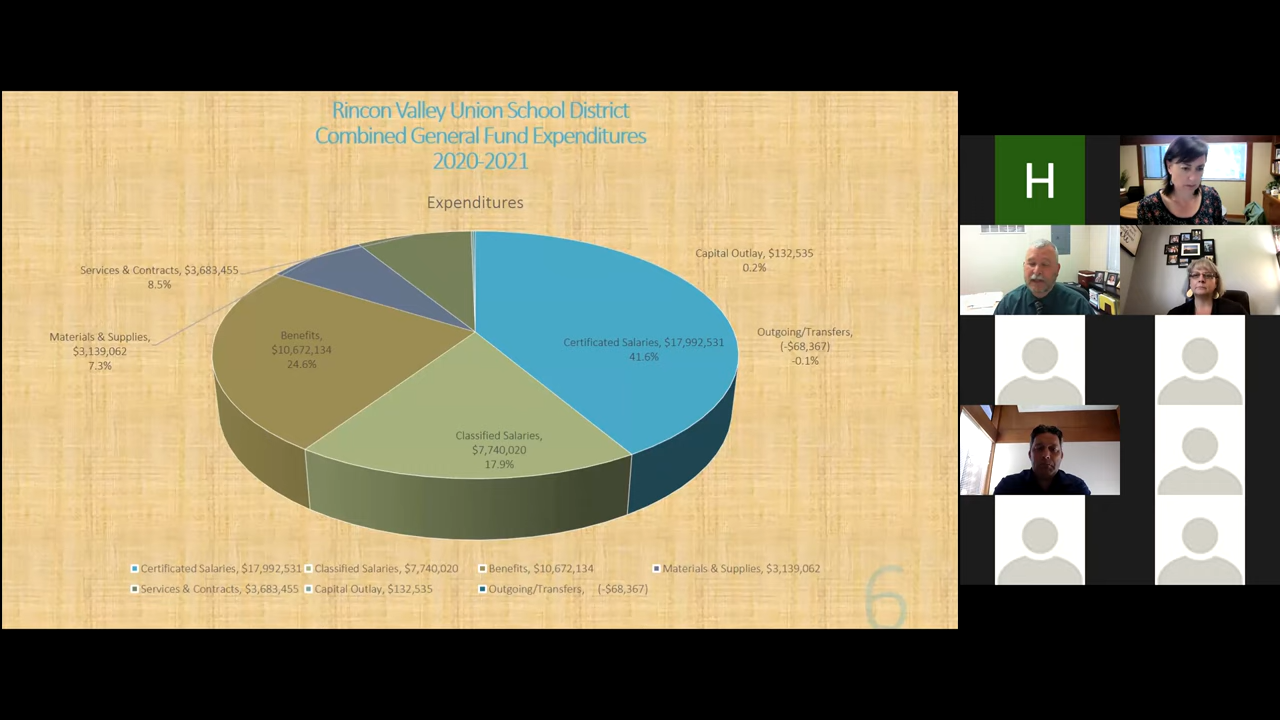 Rincon Valley Union School District
Combined General Fund Expenditures
2020-2021
Expenditures
Capital Outlay, $132,535
0.2%
Services & Contracts, $3,683,455
8.5%
Materials & Supplies,
$3,139,062
7.3%
Benefits,
$10,672,134
24.6%
Certificated Salaries, $17,992,531
41.6%
Outgoing/Transfers,
(-$68,367)
-0.1%
Classified Salaries,
$7,740,020
17.9%
Certificated Salaries, $17,992,531
Classified Salaries, $7,740,020
Benefits, $10,672,134
Materials & Supplies, $3,139,062
Services & Contracts, $3,683,455
Capital Outlay, $132,535
Outgoing/Transfers, (-$68,367)
6
H